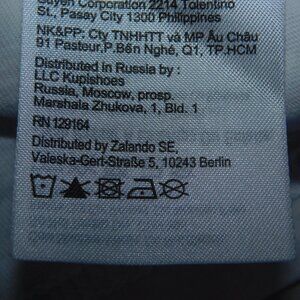 Suyen Corporation 2214 Tolentino
St., Pasay City 1300 Philippines
NK&PP: Cty TNHHTT và MP Âu Châu
91 Pasteur,P.Bến Nghé, Q1, TP.HCM
Distributed in Russia by :
LLC Kupishoes
Russia, Moscow, prosp.
Marshala Zhukova, 1, Bld. 1
RN 129164
Distributed by Zalando SE,
Valeska-Gert-Straße 5, 10243 Berlin